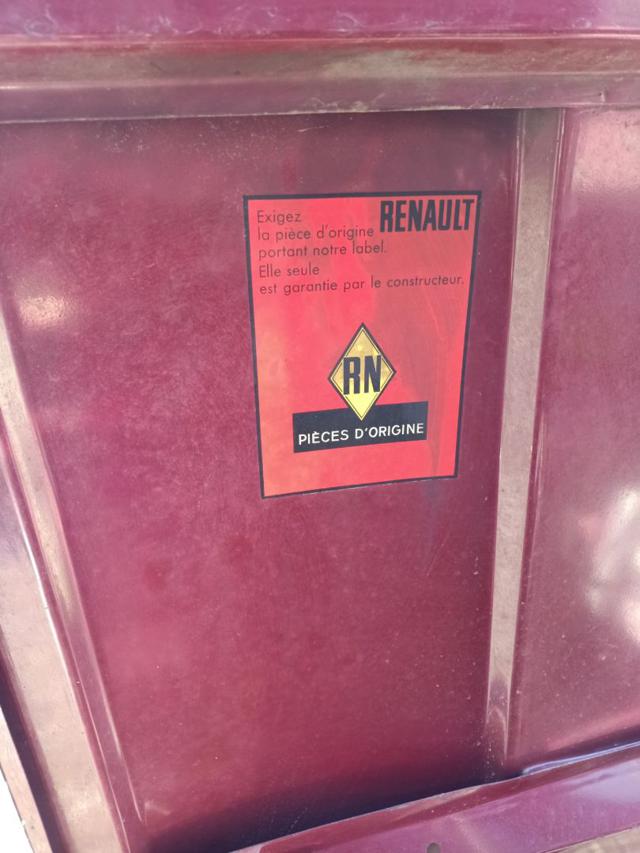 Exigez
RENAULT
la pièce d'origine
portant notre label.
Elle seule
est garantie par le constructeur.
RN
PIÈCES D'ORIGINE